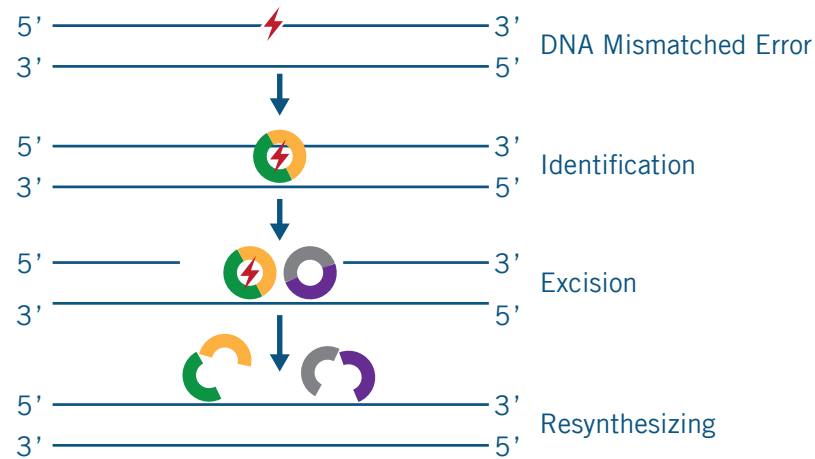 5’ 3’
DNA Mismatched Error
3’ 5’
5’ 3’
Identification
3’ 5’
5’ 3’
Excision
3’ 5’
5’ 3’
Resynthesizing
3’ 5’